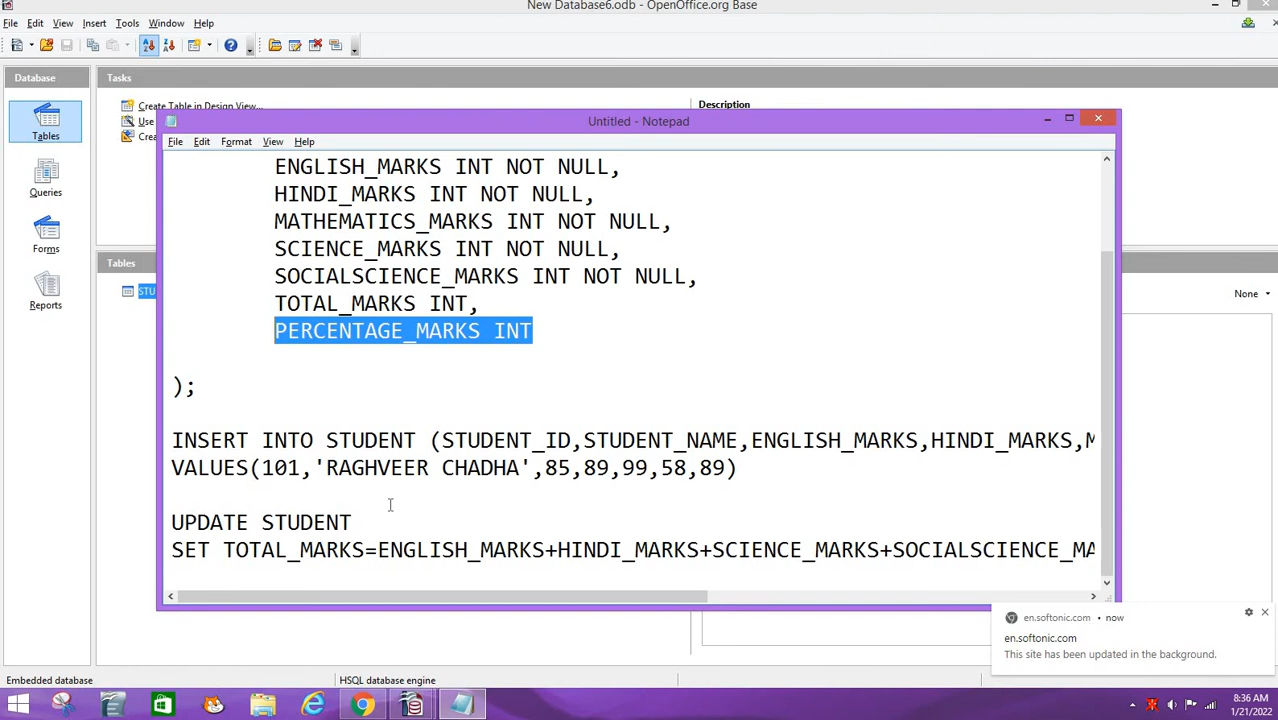 New Database6.odb - OpenOffice.org Base
File Edit View Insert Tools Window Help
Database
Tasks
Tables
Queries
Forms
Reports
Create Table in Design View...
Use
Crea
Description
Tables
STU
None
Untitled - Notepad
File Edit Format View Help
ENGLISH_MARKS INT NOT NULL,
HINDI_MARKS INT NOT NULL,
MATHEMATICS_MARKS INT NOT NULL,
SCIENCE_MARKS INT NOT NULL,
SOCIALSCIENCE_MARKS INT NOT NULL,
TOTAL_MARKS INT,
PERCENTAGE_MARKS INT
);
INSERT INTO STUDENT (STUDENT_ID,STUDENT_NAME,ENGLISH_MARKS,HINDI_MARKS,M
VALUES(101,'RAGHVEER CHADHA',85,89,99,58,89)
UPDATE STUDENT
SET TOTAL_MARKS=ENGLISH_MARKS+HINDI_MARKS+SCIENCE_MARKS+SOCIALSCIENCE_MA
en.softonic.com • now
en.softonic.com
This site has been updated in the background.
Embedded database
HSQL database engine
8:36 AM
1/21/2022